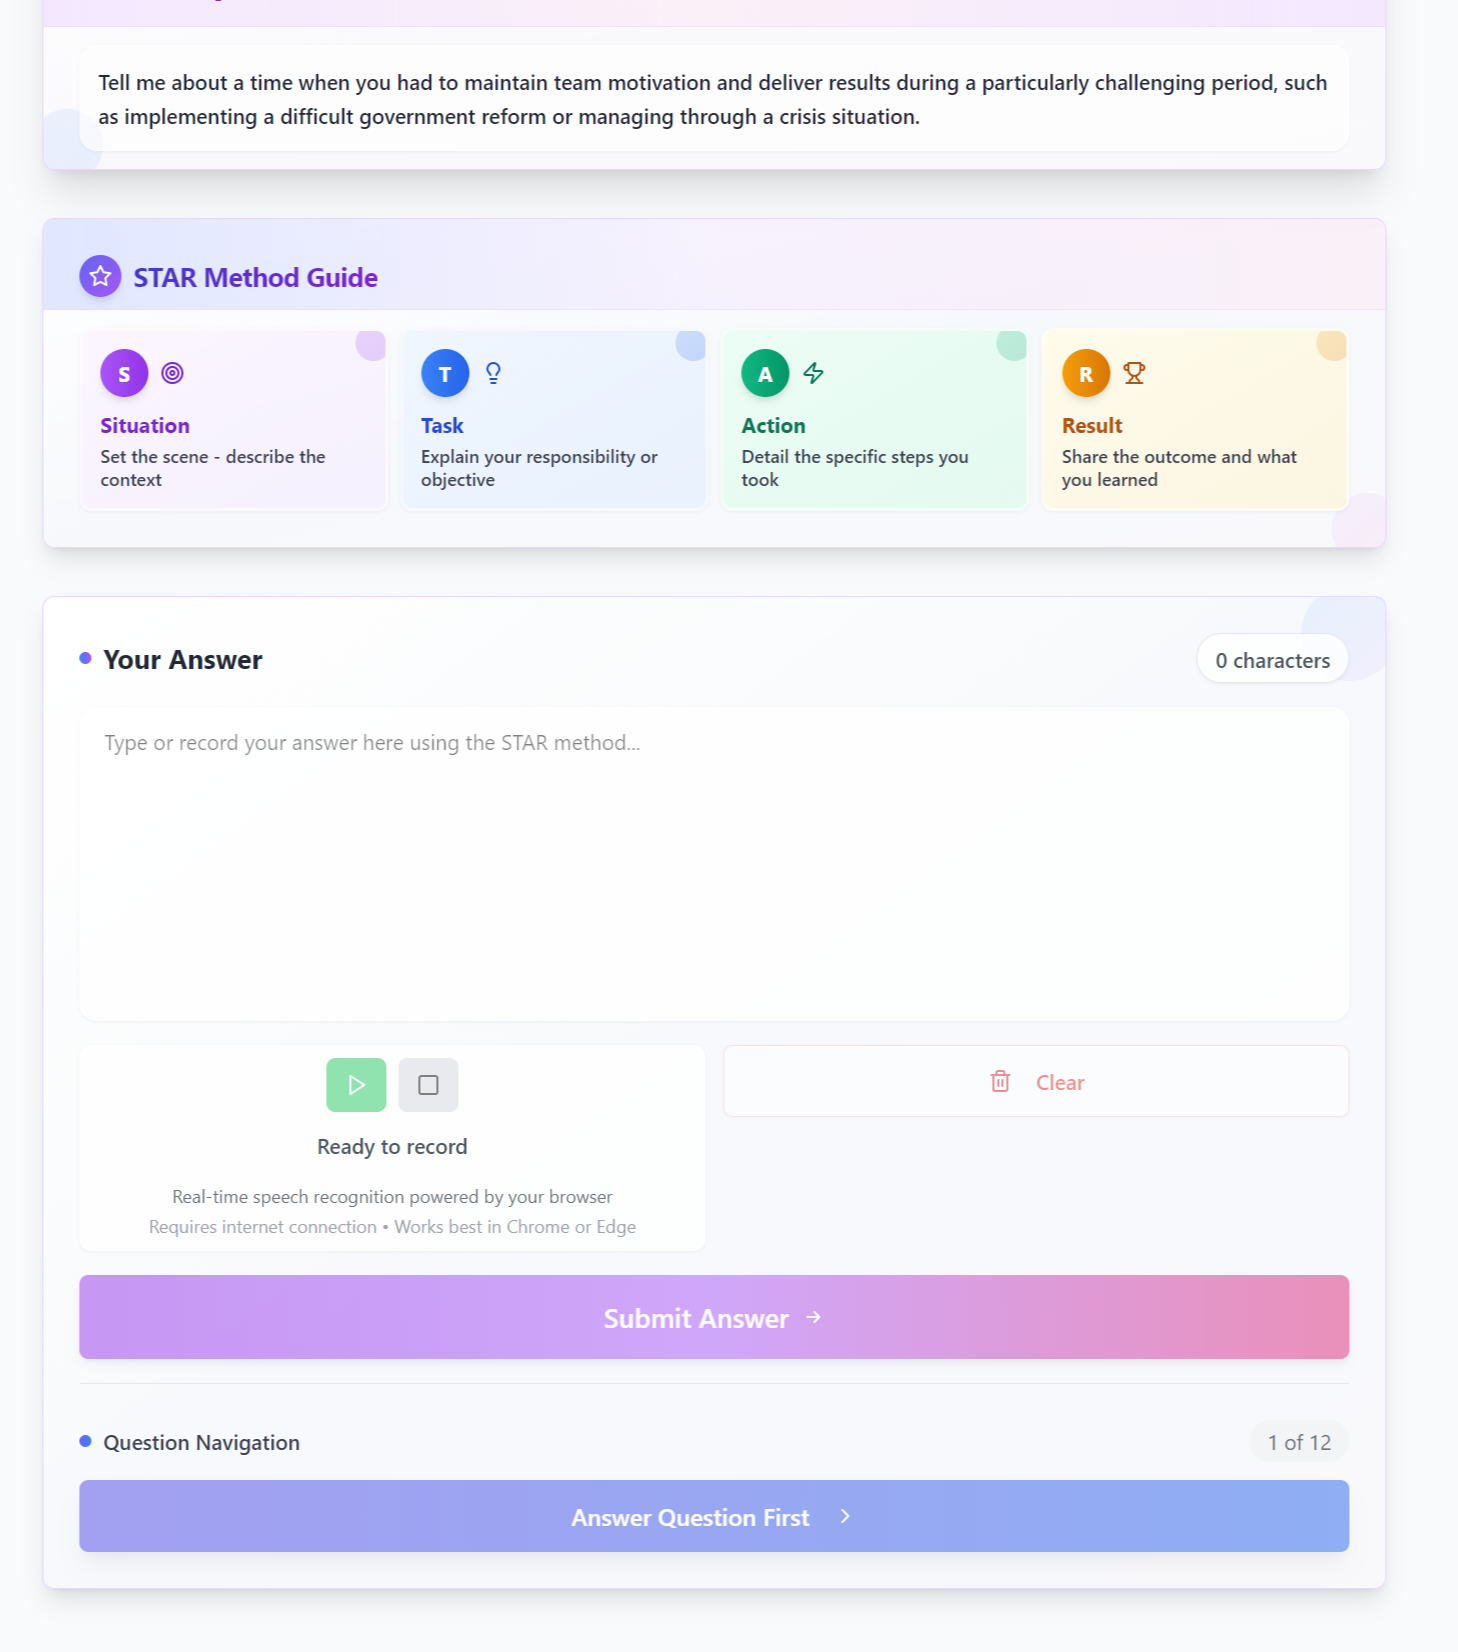 Tell me about a time when you had to maintain team motivation and deliver results during a particularly challenging period, such
as implementing a difficult government reform or managing through a crisis situation.
STAR Method Guide
S
Situation
Set the scene - describe the
context
T
Task
Explain your responsibility or
objective
A
Action
Detail the specific steps you
took
R
Result
Share the outcome and what
you learned
Your Answer
0 characters
Type or record your answer here using the STAR method...
Ready to record
Real-time speech recognition powered by your browser
Requires internet connection • Works best in Chrome or Edge
Clear
Submit Answer →
Question Navigation
1 of 12
Answer Question First >